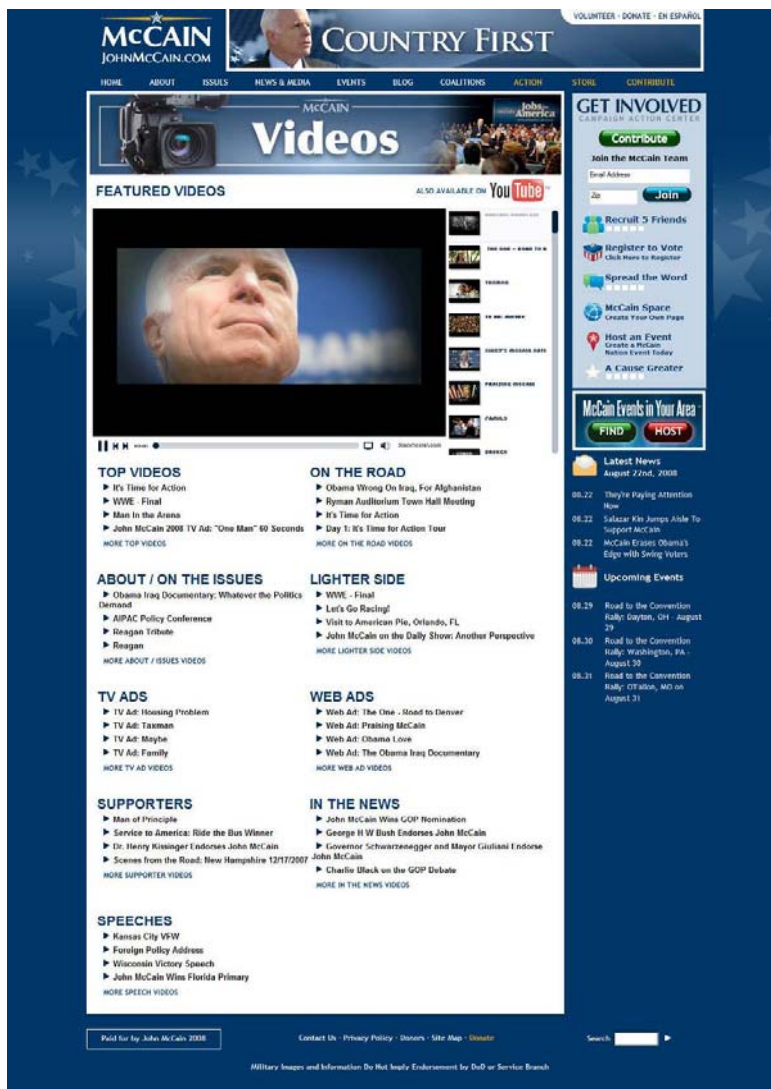 McCAIN
JOHNMCCAIN.COM
COUNTRY FIRST
VOLUNTEER - DONATE - EN ESPAÑOL
HOME ABOUT ISSUES NEWS & MEDIA EVENTS BLOG COALITIONS ACTION STORE CONTRIBUTE
McCAIN
Videos
Jobs for
America
FEATURED VIDEOS
ALSO AVAILABLE ON YouTube
TAXMAN
PRAISING MCCAIN
FAMILY
TOP VIDEOS
It's Time for Action
WWE - Final
Man In the Arena
John McCain 2008 TV Ad: "One Man" 60 Seconds
MORE TOP VIDEOS
ON THE ROAD
Obama Wrong On Iraq, For Afghanistan
Ryman Auditorium Town Hall Meeting
It's Time for Action
Day 1: It's Time for Action Tour
MORE ON THE ROAD VIDEOS
ABOUT / ON THE ISSUES
Obama Iraq Documentary: Whatever the Politics
Demand
AIPAC Policy Conference
Reagan Tribute
Reagan
MORE ABOUT / ISSUES VIDEOS
LIGHTER SIDE
WWE - Final
Let's Go Racing!
Visit to American Pie, Orlando, FL
John McCain on the Daily Show: Another Perspective
MORE LIGHTER SIDE VIDEOS
TV ADS
TV Ad: Housing Problem
TV Ad: Taxman
TV Ad: Maybe
TV Ad: Family
MORE TV AD VIDEOS
WEB ADS
Web Ad: The One - Road to Denver
Web Ad: Praising McCain
Web Ad: Obama Love
Web Ad: The Obama Iraq Documentary
MORE WEB AD VIDEOS
SUPPORTERS
Man of Principle
Service to America: Ride the Bus Winner
Dr. Henry Kissinger Endorses John McCain
Scenes from the Road: New Hampshire 12/17/2007
MORE SUPPORTER VIDEOS
IN THE NEWS
John McCain Wins GOP Nomination
George H W Bush Endorses John McCain
Governor Schwarzenegger and Mayor Giuliani Endorse
John McCain
Charlie Black on the GOP Debate
MORE IN THE NEWS VIDEOS
SPEECHES
Kansas City VFW
Foreign Policy Address
Wisconsin Victory Speech
John McCain Wins Florida Primary
MORE SPEECH VIDEOS
GET INVOLVED
CAMPAIGN ACTION CENTER
Contribute
Join the McCain Team
Email Address
Zip Join
Recruit 5 Friends
Register to Vote
Click Here to Register
Spread the Word
McCain Space
Create Your Own Page
Host an Event
Create a McCain
Nation Event Today
A Cause Greater
McCain Events in Your Area
FIND HOST
Latest News
August 22nd, 2008
08.22 They're Paying Attention
Now
08.22 Salazar Kin Jumps Aisle To
Support McCain
08.22 McCain Erases Obama's
Edge with Swing Voters
Upcoming Events
08.29 Road to the Convention
Rally: Dayton, OH - August
29
08.30 Road to the Convention
Rally: Washington, PA -
August 30
08.31 Road to the Convention
Rally: O'Fallon, MO on
August 31
Paid for by John McCain 2008
Contact Us - Privacy Policy - Donors - Site Map - Donate
Search
Military Images and Information Do Not Imply Endorsement by DoD or Service Branch